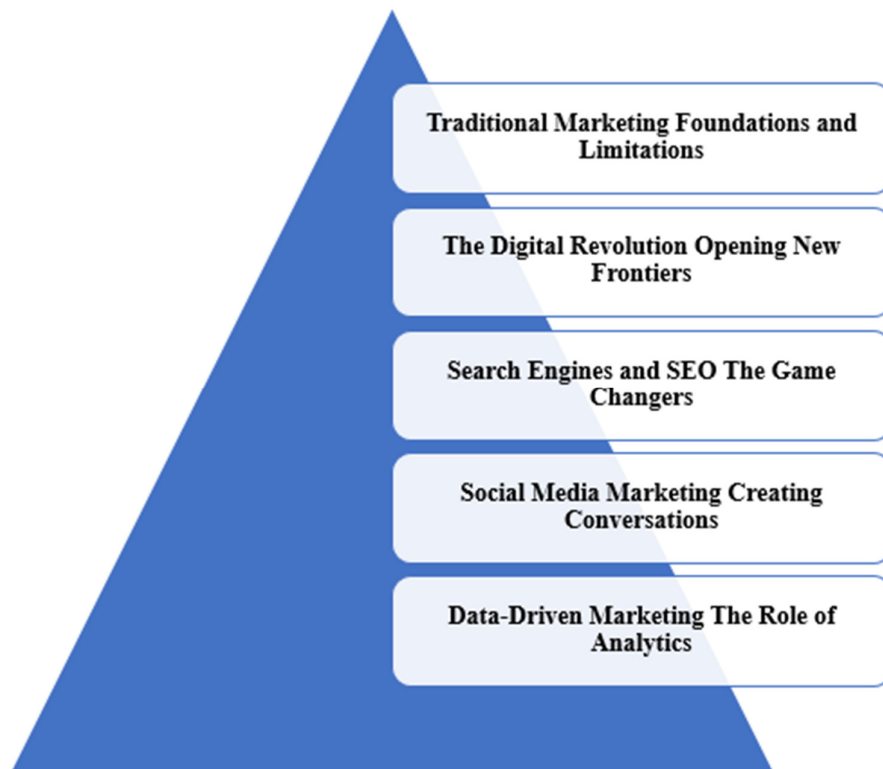 Traditional Marketing Foundations and
Limitations
The Digital Revolution Opening New
Frontiers
Search Engines and SEO The Game
Changers
Social Media Marketing Creating
Conversations
Data-Driven Marketing The Role of
Analytics